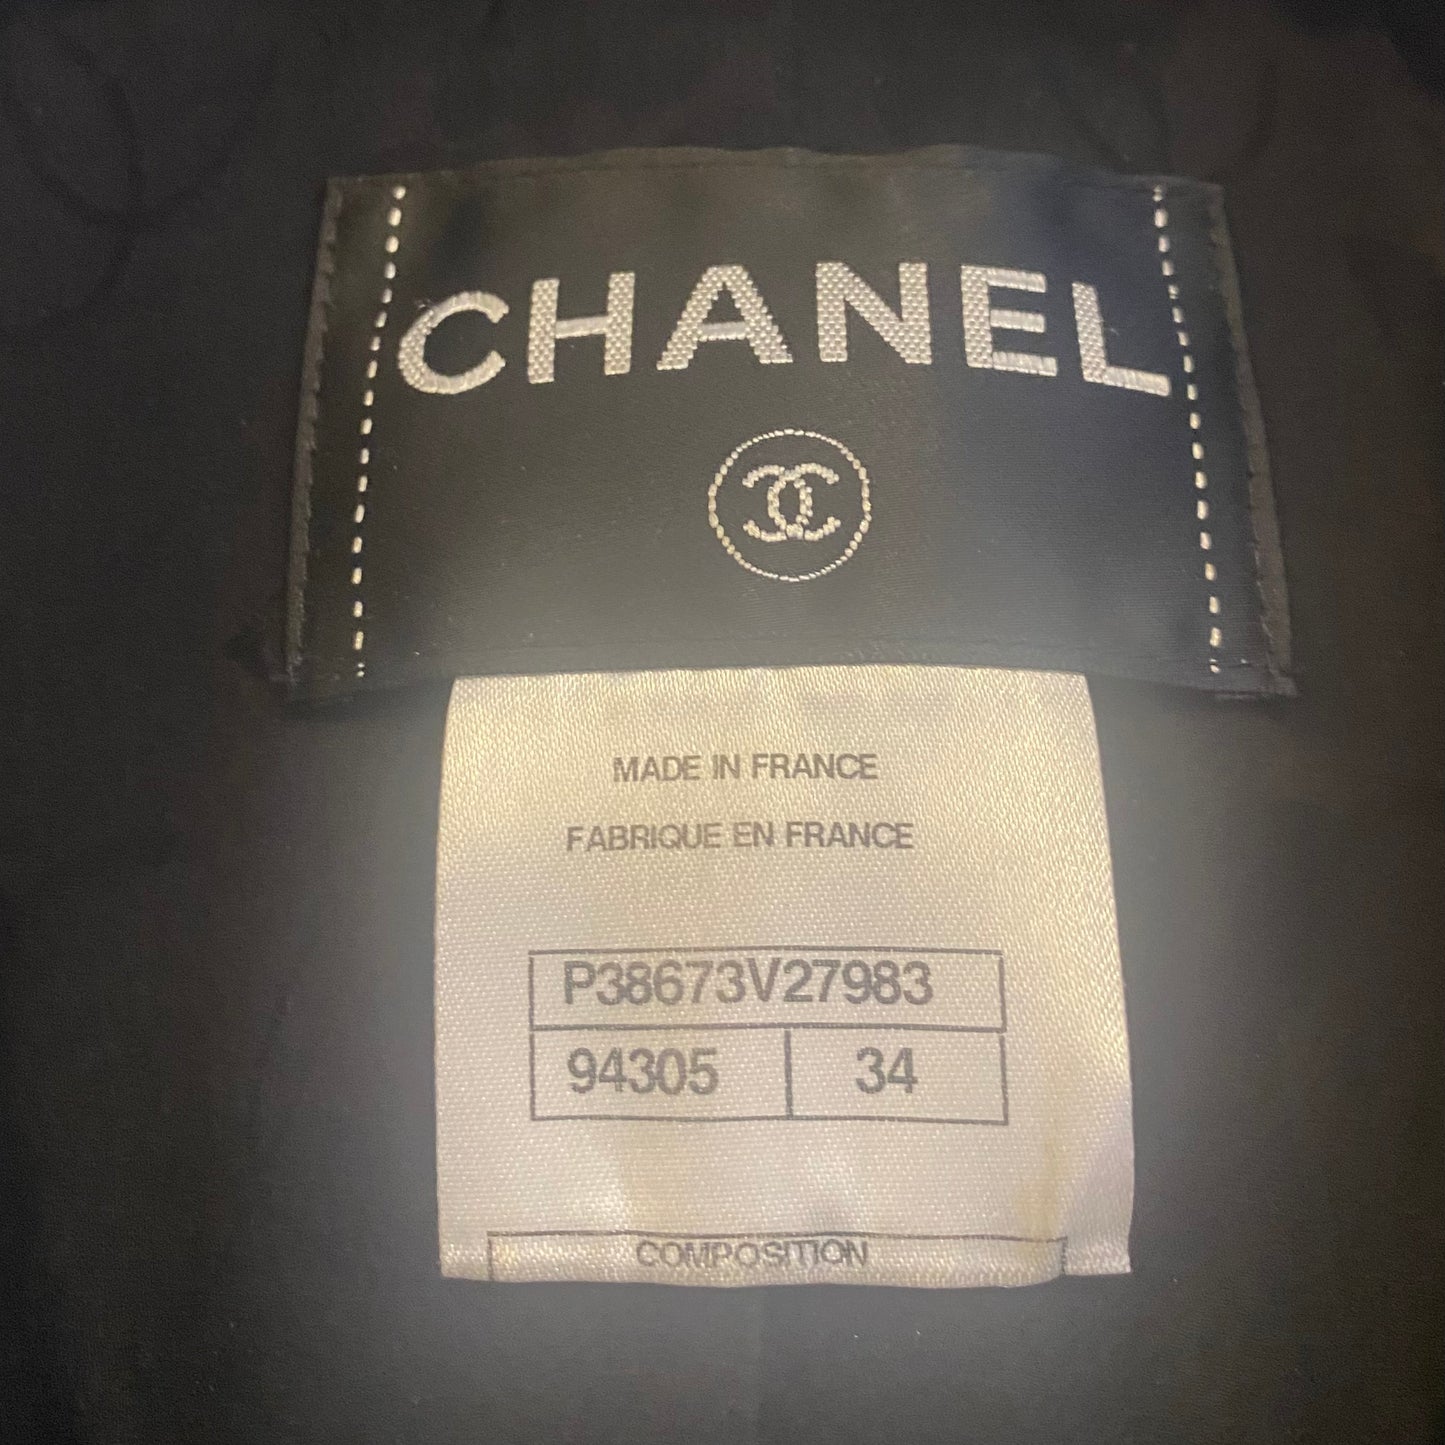 CHANEL
MADE IN FRANCE
FABRIQUE EN FRANCE
P38673V27983
94305 34
COMPOSITION